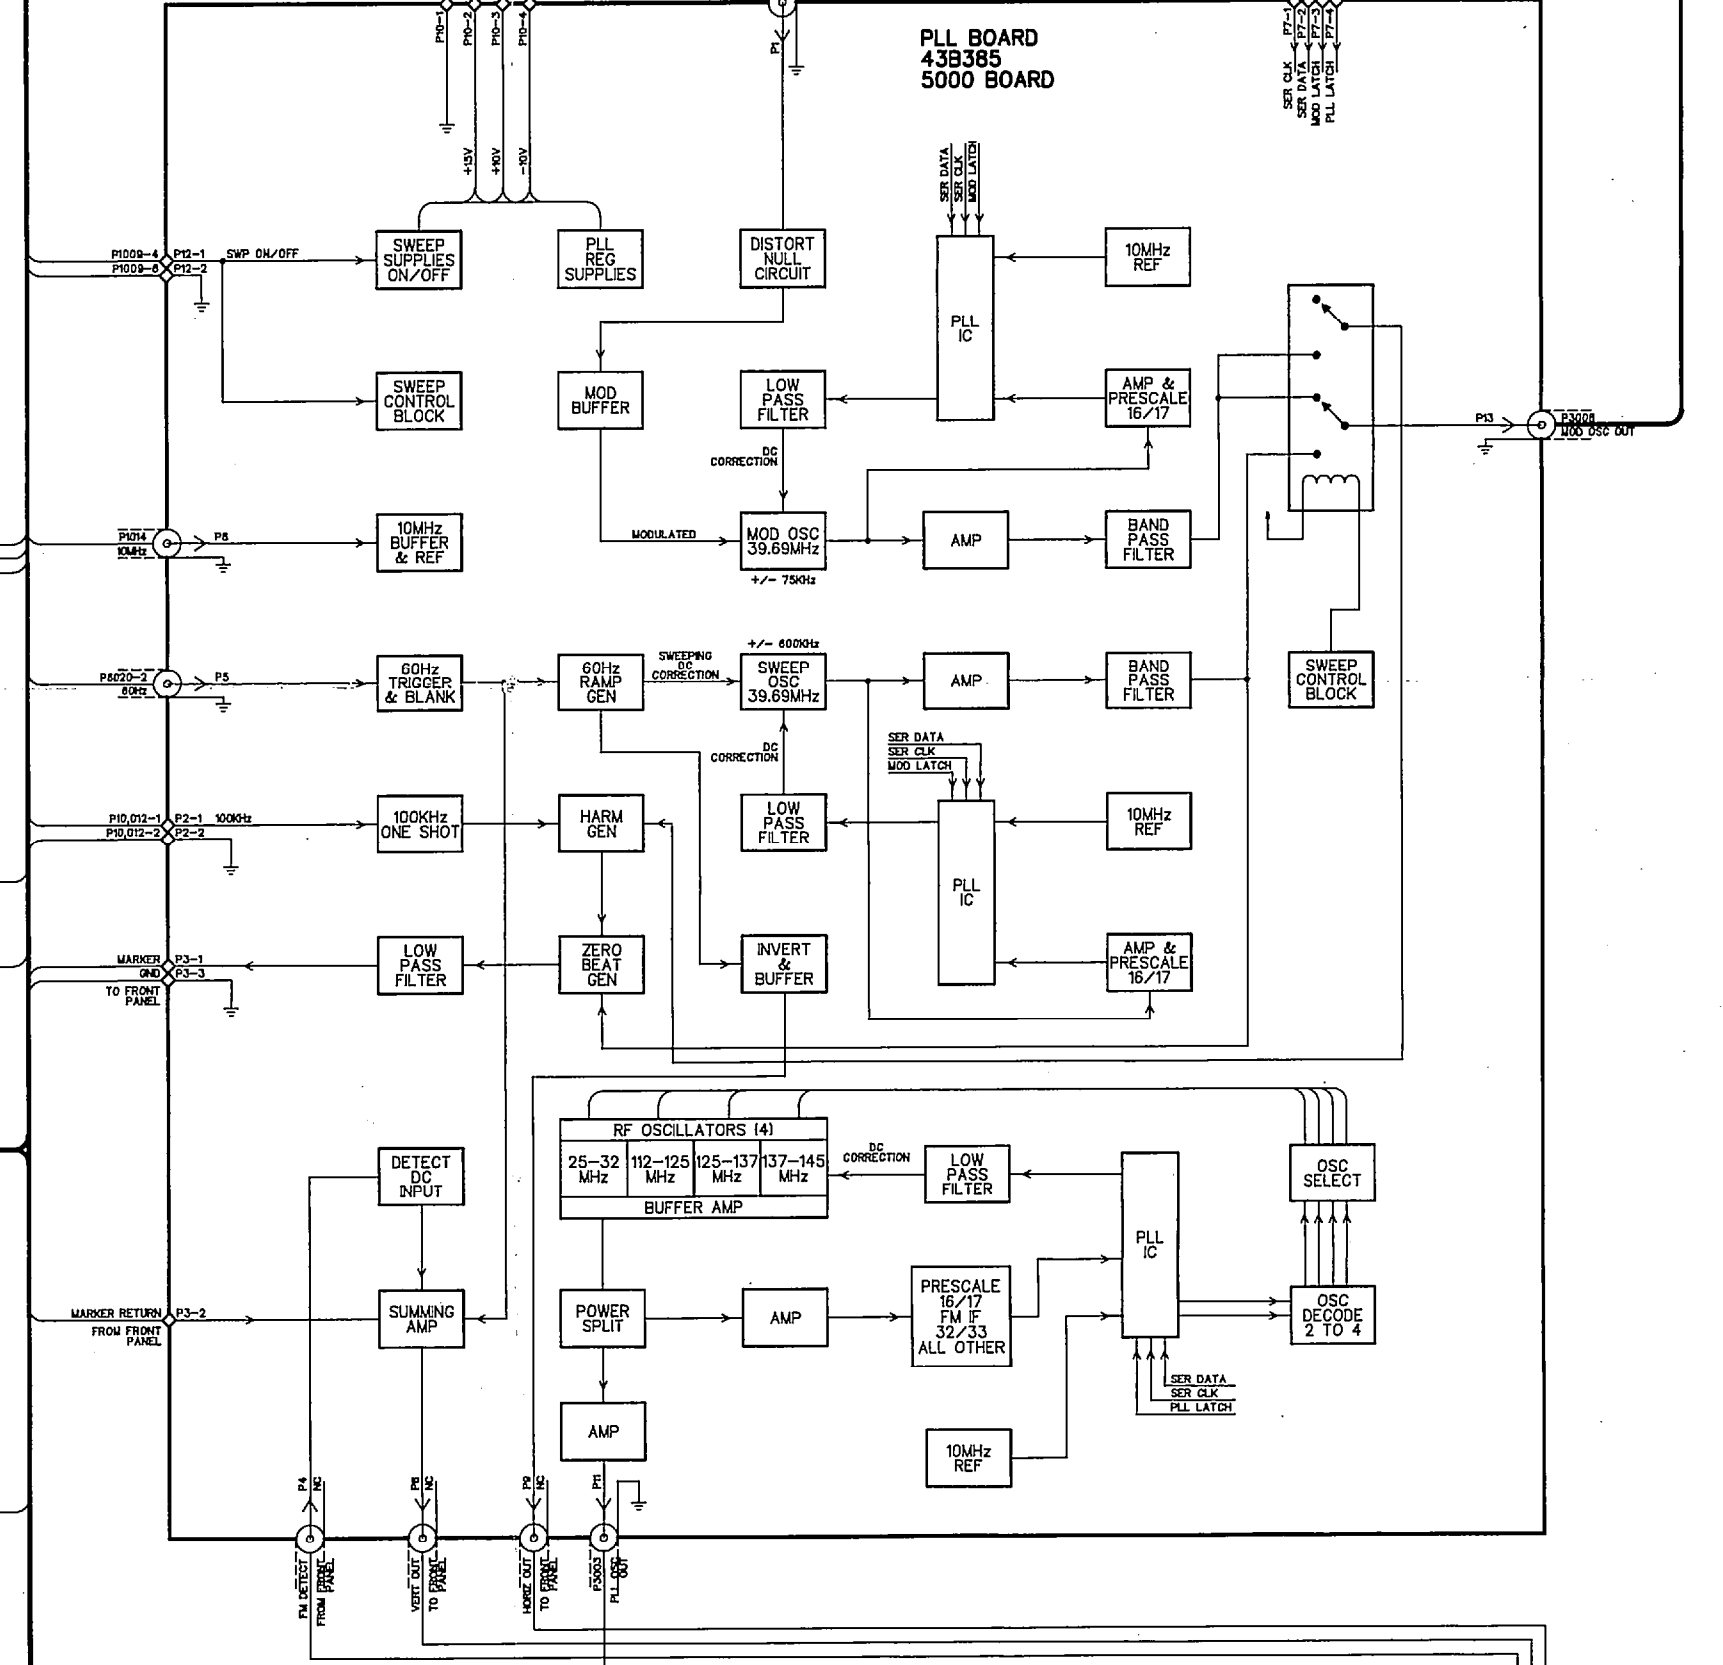 P10-1
P10-2
P10-3
P10-4
P1
PLL BOARD
43B385
5000 BOARD
P7-1
P7-2
P7-3
P7-4
SER CLK
SER DATA
MOD LATCH
PLL LATCH
+15V
+10V
-10V
SER DATA
SER CLK
MOD LATCH
P1009-4
P12-1
SWP ON/OFF
P1009-6
P12-2
SWEEP
SUPPLIES
ON/OFF
PLL
REG
SUPPLIES
DISTORT
NULL
CIRCUIT
PLL
IC
10MHz
REF
SWEEP
CONTROL
BLOCK
MOD
BUFFER
LOW
PASS
FILTER
AMP &
PRESCALE
16/17
P13
P3006
MOD OSC OUT
DC
CORRECTION
P1014
10MHz
P6
10MHz
BUFFER
& REF
MODULATED
MOD OSC
39.69MHz
+/- 75KHz
AMP
BAND
PASS
FILTER
P6020-2
60Hz
P5
60Hz
TRIGGER
& BLANK
60Hz
RAMP
GEN
SWEEPING
DC
CORRECTION
+/- 600KHz
SWEEP
OSC
39.69MHz
AMP
BAND
PASS
FILTER
SWEEP
CONTROL
BLOCK
DC
CORRECTION
SER DATA
SER CLK
MOD LATCH
P10,012-1
P2-1
100KHz
P10,012-2
P2-2
100KHz
ONE SHOT
HARM
GEN
LOW
PASS
FILTER
PLL
IC
10MHz
REF
MARKER
P3-1
GND
P3-3
TO FRONT
PANEL
LOW
PASS
FILTER
ZERO
BEAT
GEN
INVERT
&
BUFFER
AMP &
PRESCALE
16/17
DETECT
DC
INPUT
RF OSCILLATORS (4)
25-32
MHz
112-125
MHz
125-137
MHz
137-145
MHz
BUFFER AMP
DC
CORRECTION
LOW
PASS
FILTER
PLL
IC
OSC
SELECT
MARKER RETURN
P3-2
FROM FRONT
PANEL
SUMMING
AMP
POWER
SPLIT
AMP
PRESCALE
16/17
FM IF
32/33
ALL OTHER
OSC
DECODE
2 TO 4
SER DATA
SER CLK
PLL LATCH
AMP
10MHz
REF
P4
NC
P8
NC
P9
NC
P11
FM DETECT
FROM FRONT
PANEL
VERT OUT
TO FRONT
PANEL
HORIZ OUT
TO FRONT
PANEL
P3003
PLL OSC
OUT